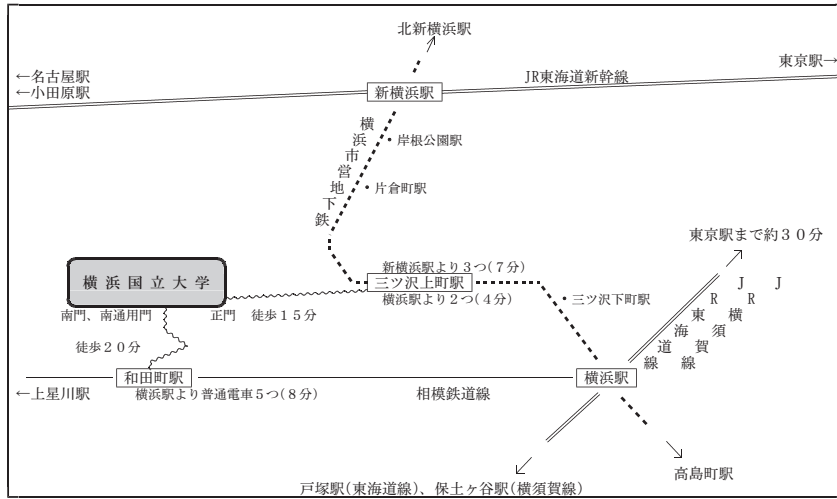 北新横浜駅
←名古屋駅
←小田原駅
東京駅→
JR東海道新幹線
新横浜駅
横浜市営地下鉄
岸根公園駅
片倉町駅
東京駅まで約３０分
横浜国立大学
新横浜駅より３つ(７分)
三ツ沢上町駅
横浜駅より２つ(４分)
三ツ沢下町駅
JR東海道線
JR横須賀線
南門、南通用門
正門　徒歩１５分
徒歩２０分
和田町駅
横浜駅
←上星川駅
横浜駅より普通電車５つ(８分)
相模鉄道線
高島町駅
戸塚駅(東海道線)、保土ヶ谷駅(横須賀線)